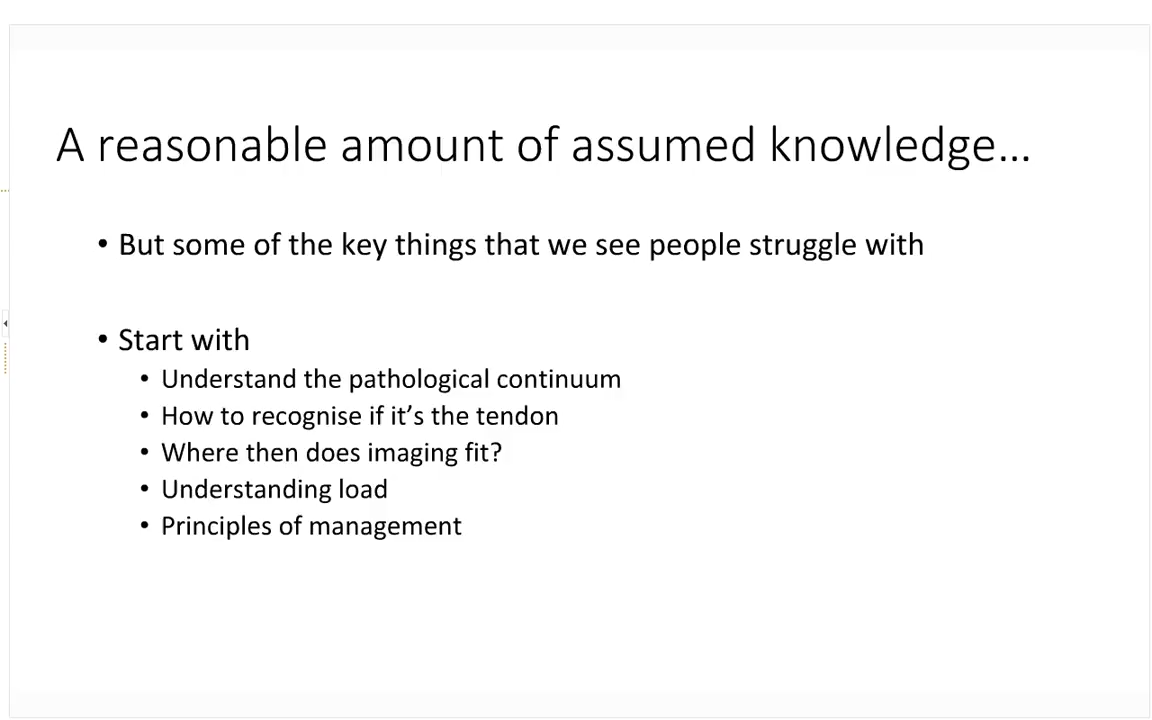 A reasonable amount of assumed knowledge...
• But some of the key things that we see people struggle with
• Start with
• Understand the pathological continuum
• How to recognise if it’s the tendon
• Where then does imaging fit?
• Understanding load
• Principles of management